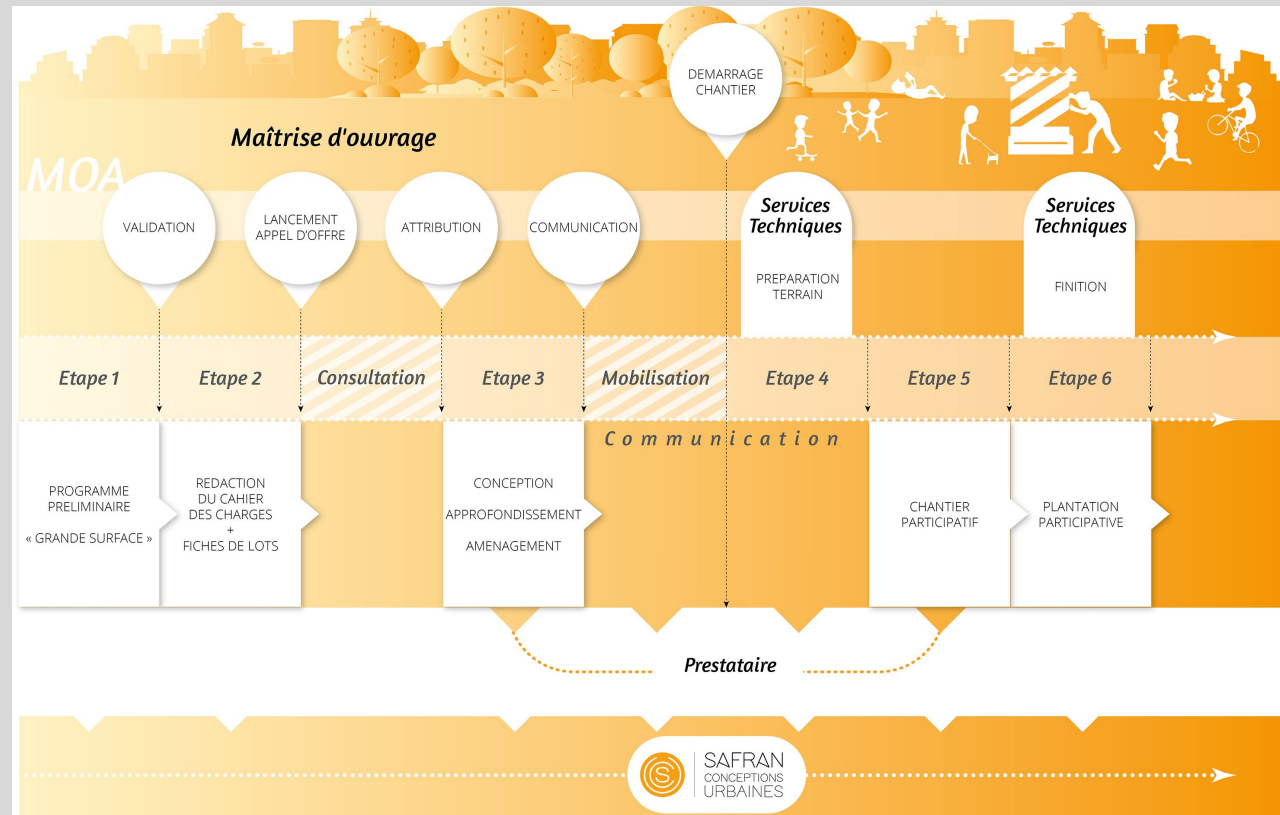 DEMARRAGE
CHANTIER
Maîtrise d'ouvrage
MOA
VALIDATION
LANCEMENT
APPEL D'OFFRE
ATTRIBUTION
COMMUNICATION
Services
Techniques
PREPARATION
TERRAIN
Services
Techniques
FINITION
Etape 1
Etape 2
Consultation
Etape 3
Mobilisation
Etape 4
Etape 5
Etape 6
Communication
PROGRAMME
PRELIMINAIRE
« GRANDE SURFACE »
REDACTION
DU CAHIER
DES CHARGES
+
FICHES DE LOTS
CONCEPTION
APPROFONDISSEMENT
AMENAGEMENT
CHANTIER
PARTICIPATIF
PLANTATION
PARTICIPATIVE
Prestataire
SAFRAN
CONCEPTIONS
URBAINES